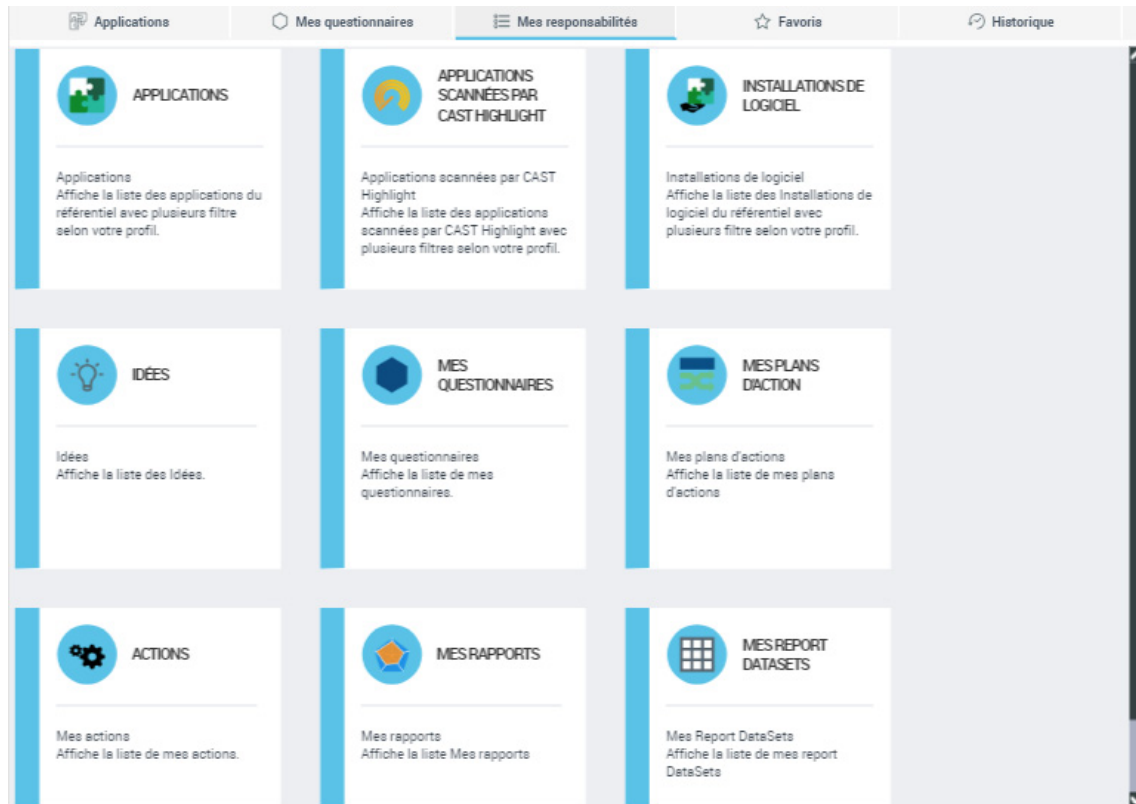 Applications
Mes questionnaires
Mes responsabilités
Favoris
Historique
APPLICATIONS
Applications
Affiche la liste des applications du
référentiel avec plusieurs filtre
selon votre profil.
APPLICATIONS
SCANNÉES PAR
CAST HIGHLIGHT
Applications scannées par CAST
Highlight
Affiche la liste des applications
scannées par CAST Highlight avec
plusieurs filtres selon votre profil.
INSTALLATIONS DE
LOGICIEL
Installations de logiciel
Affiche la liste des Installations de
logiciel du référentiel avec
plusieurs filtre selon votre profil.
IDÉES
Idées
Affiche la liste des Idées.
MES
QUESTIONNAIRES
Mes questionnaires
Affiche la liste de mes
questionnaires.
MES PLANS
D'ACTION
Mes plans d'actions
Affiche la liste de mes plans
d'actions
ACTIONS
Mes actions
Affiche la liste de mes actions.
MES RAPPORTS
Mes rapports
Affiche la liste Mes rapports
MES REPORT
DATASETS
Mes Report DataSets
Affiche la liste de mes report
DataSets